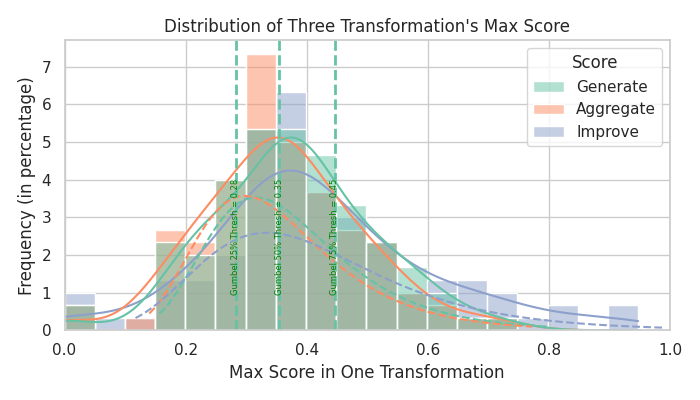 Distribution of Three Transformation's Max Score
Frequency (in percentage)
7
6
5
4
3
2
1
0
Score
Generate
Aggregate
Improve
Gumbel 25% Thresh = 0.28
Gumbel 50% Thresh = 0.35
Gumbel 75% Thresh = 0.45
0.0 0.2 0.4 0.6 0.8 1.0
Max Score in One Transformation